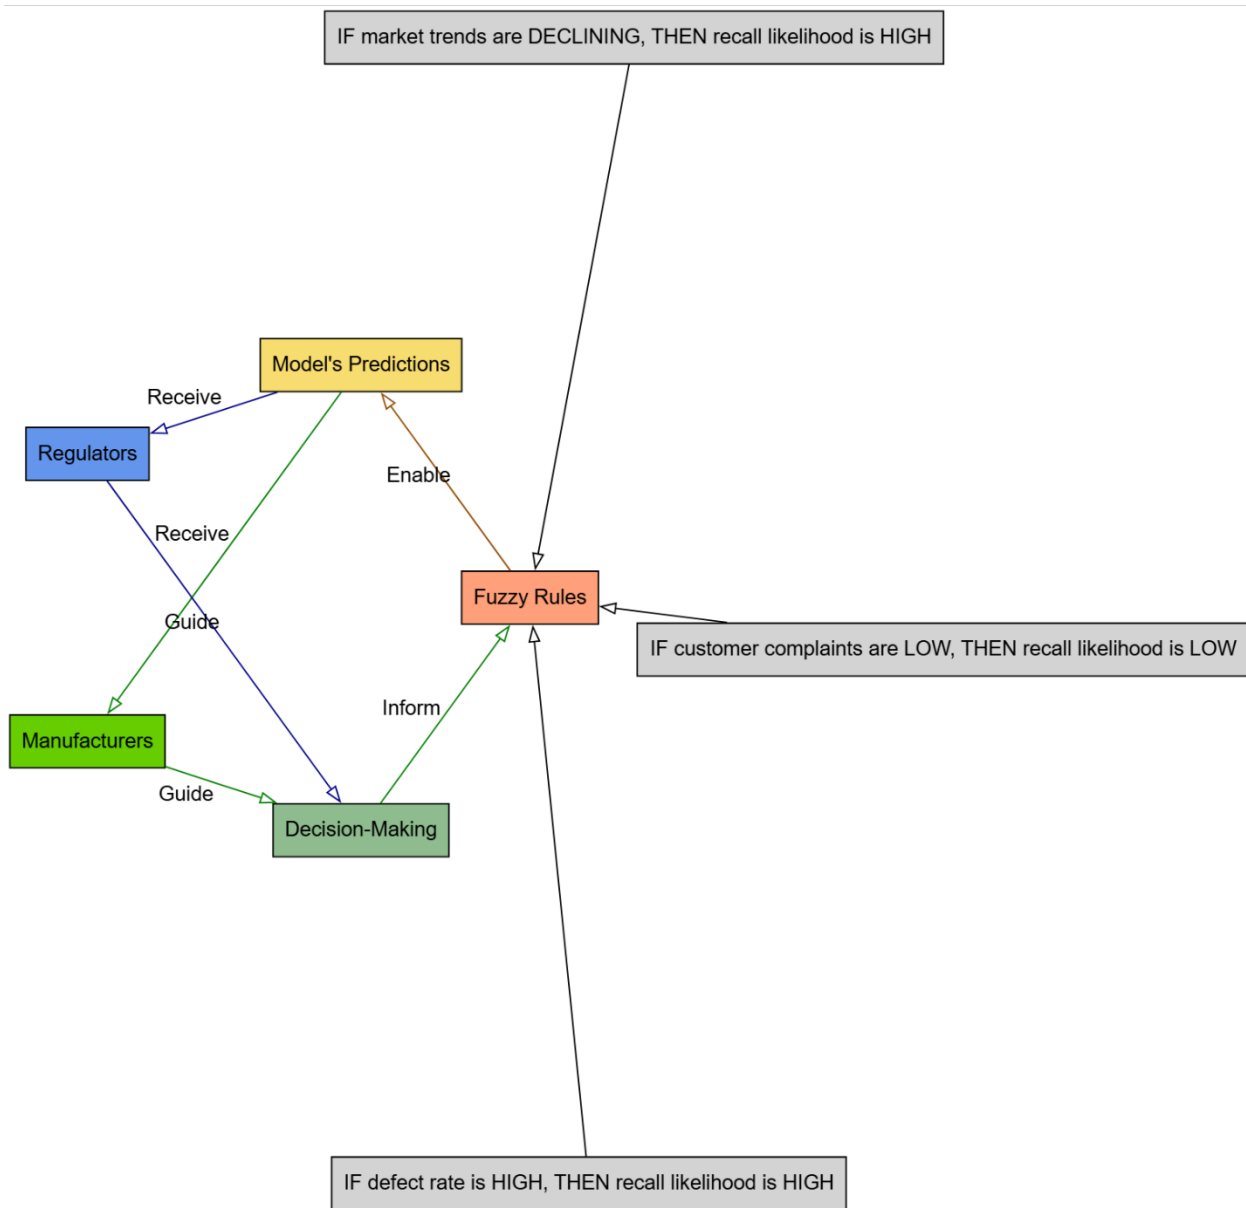 IF market trends are DECLINING, THEN recall likelihood is HIGH
Model's Predictions
Receive
Regulators
Enable
Receive
Fuzzy Rules
Guide
IF customer complaints are LOW, THEN recall likelihood is LOW
Inform
Manufacturers
Guide
Decision-Making
IF defect rate is HIGH, THEN recall likelihood is HIGH